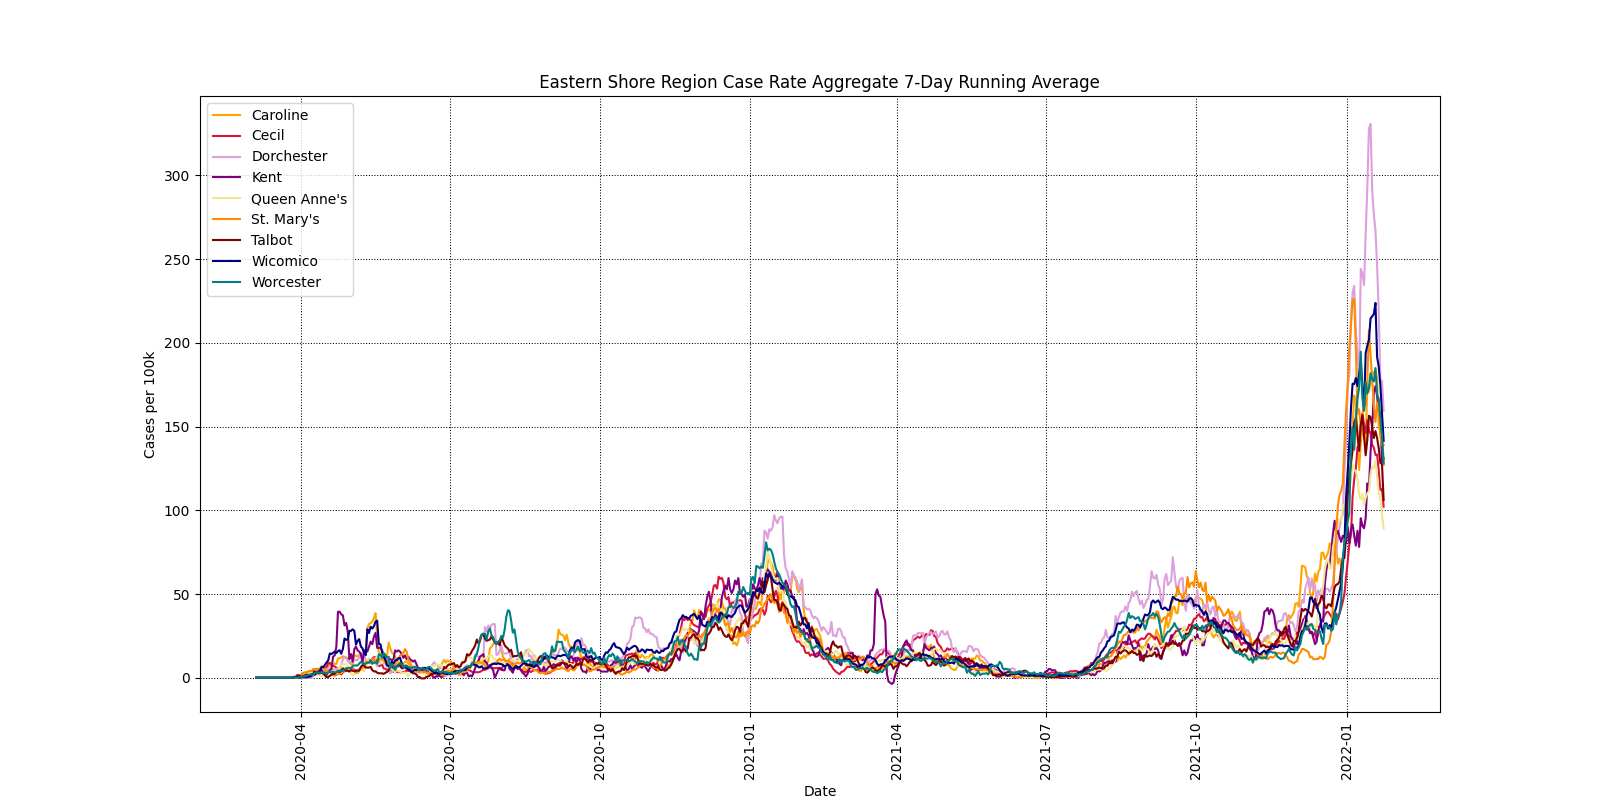 Eastern Shore Region Case Rate Aggregate 7-Day Running Average
Caroline
Cecil
Dorchester
Kent
Queen Anne's
St. Mary's
Talbot
Wicomico
Worcester
Cases per 100k
300
250
200
150
100
50
0
2020-04
2020-07
2020-10
2021-01
2021-04
2021-07
2021-10
2022-01
Date